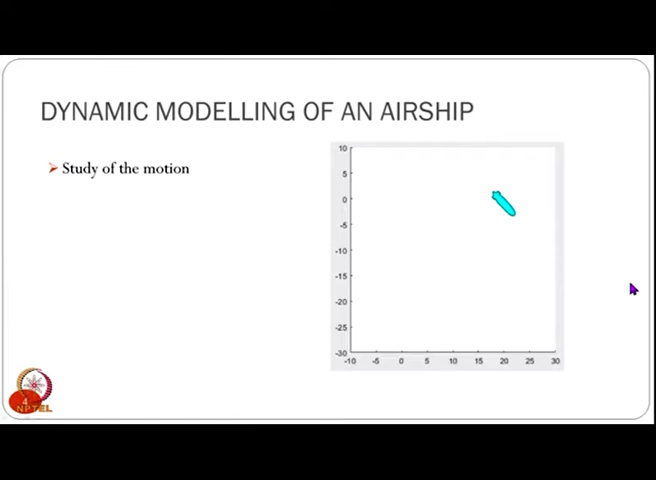 DYNAMIC MODELLING OF AN AIRSHIP
Study of the motion
10
5
0
-5
-10
-15
-20
-25
-30
-10 -5 0 5 10 15 20 25 30
4
NPTEL